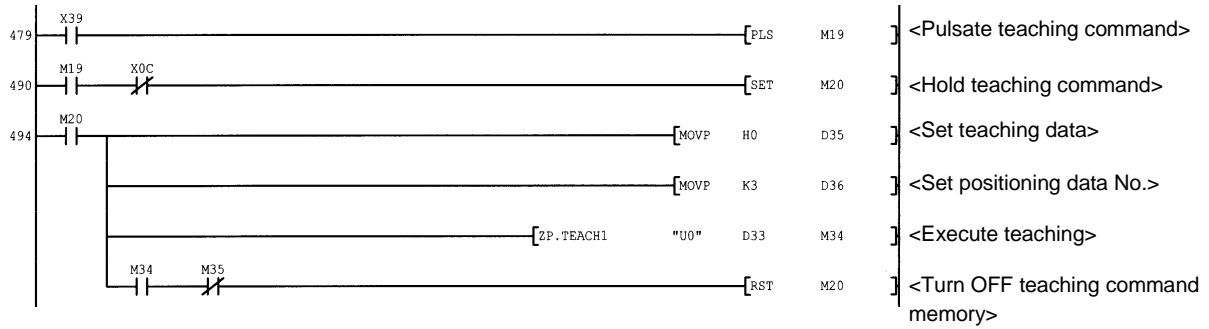 X39
479 PLS M19 <Pulsate teaching command>
M19 X0C
490 SET M20 <Hold teaching command>
M20
494 MOVP H0 D35 <Set teaching data>
MOVP K3 D36 <Set positioning data No.>
ZP.TEACH1 "U0" D33 M34 <Execute teaching>
M34 M35
RST M20 <Turn OFF teaching command
memory>